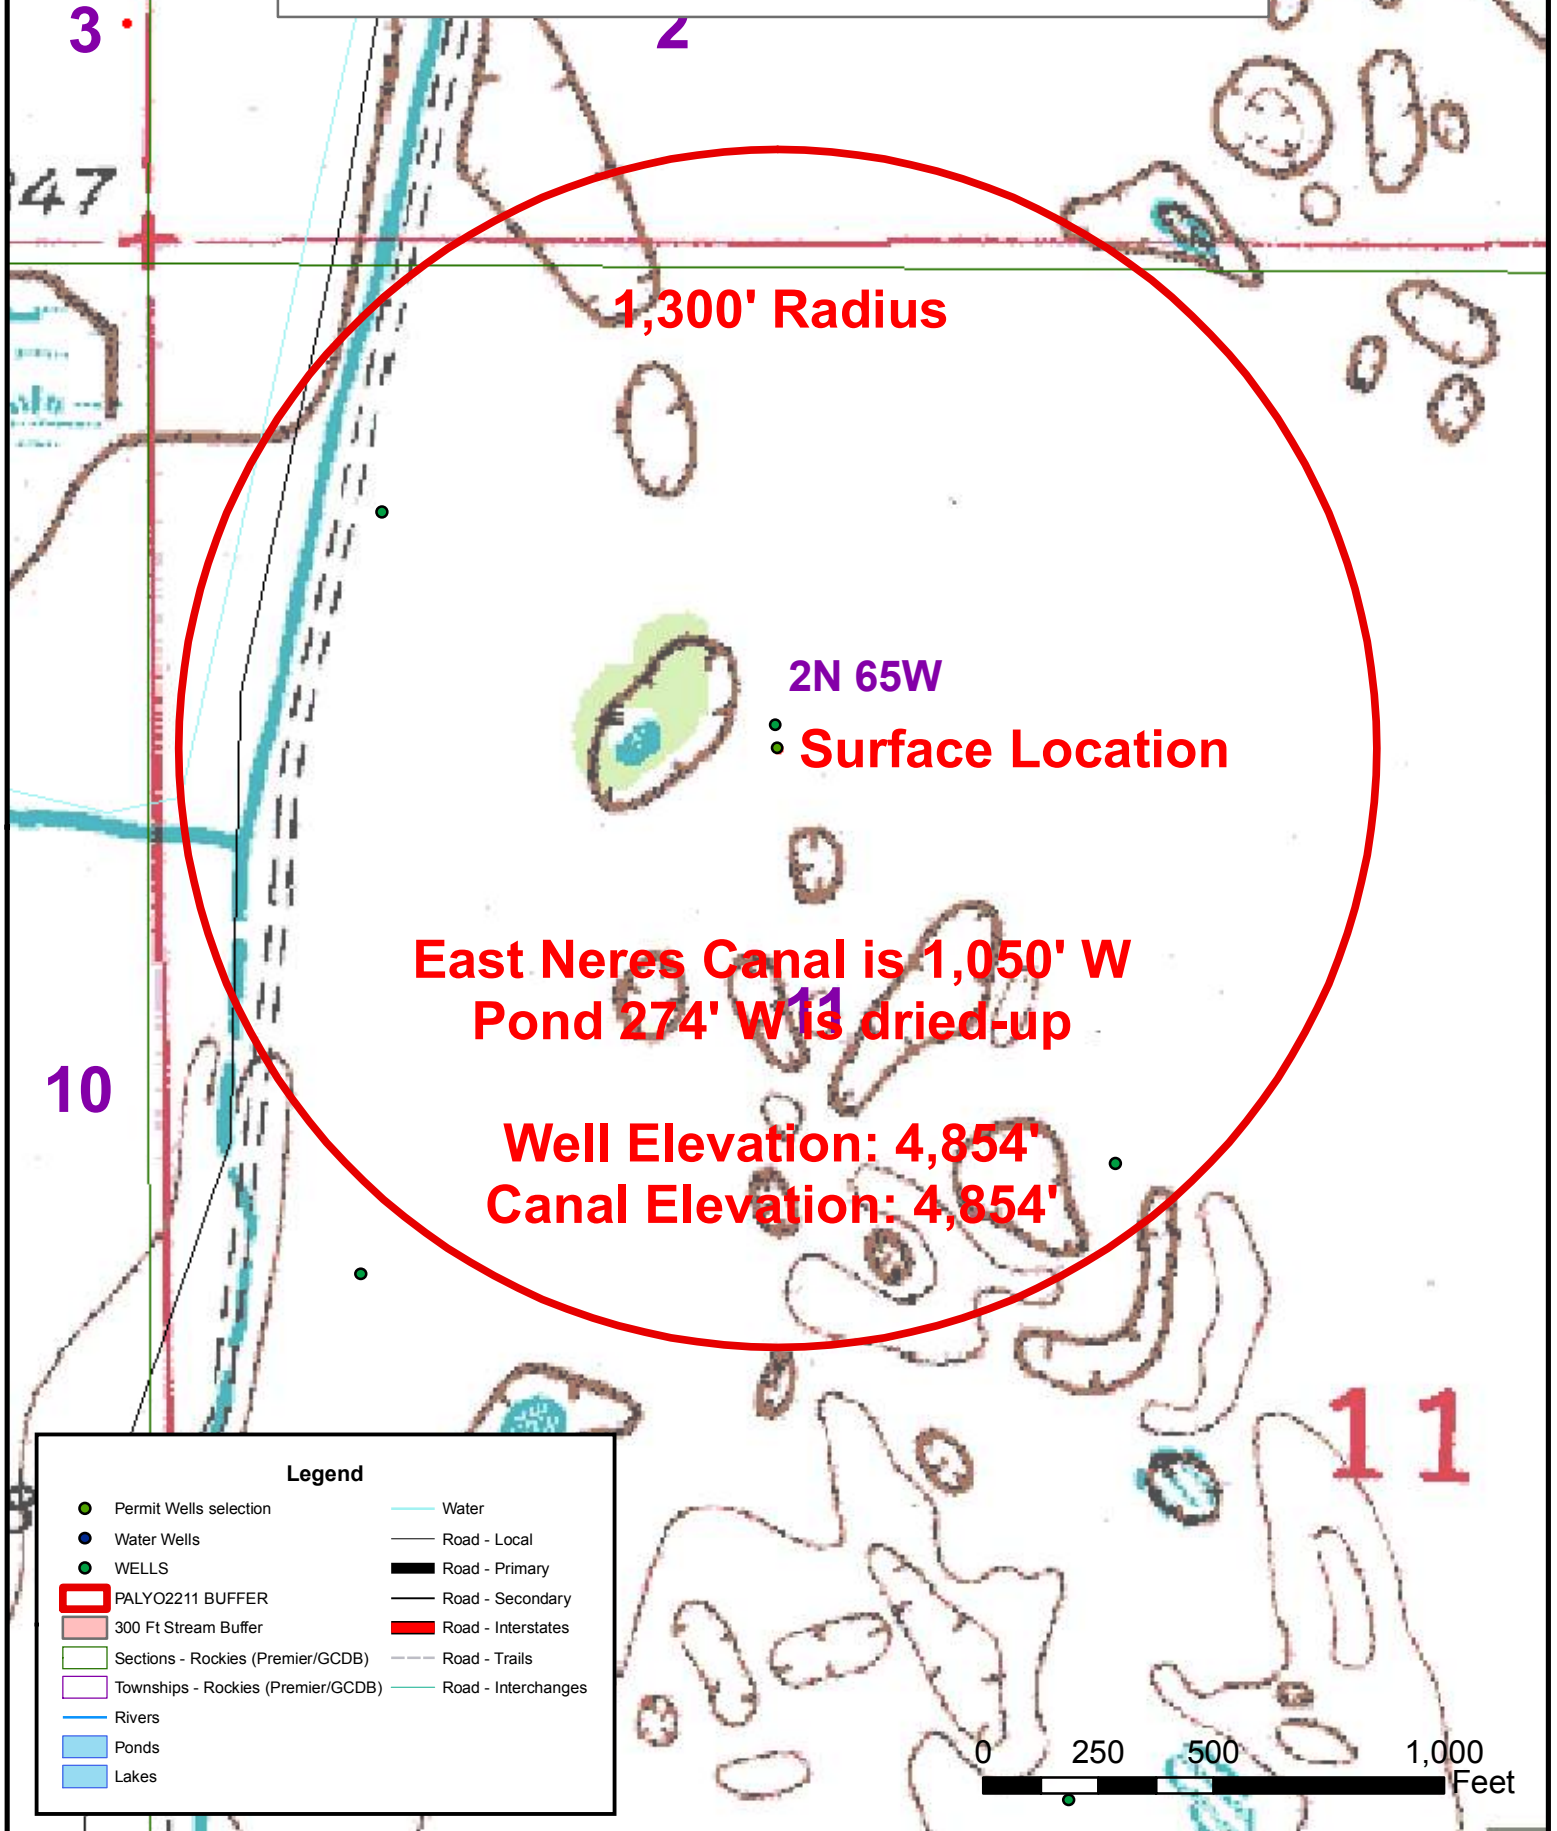 3
2
47
1,300' Radius
2N 65W
Surface Location
East Neres Canal is 1,050' W
11
Pond 274' W is dried-up
10
Well Elevation: 4,854'
Canal Elevation: 4,854'
11
Legend
Permit Wells selection
Water Wells
WELLS
PALYO2211 BUFFER
300 Ft Stream Buffer
Sections - Rockies (Premier/GCDB)
Townships - Rockies (Premier/GCDB)
Rivers
Ponds
Lakes
Water
Road - Local
Road - Primary
Road - Secondary
Road - Interstates
Road - Trails
Road - Interchanges
0 250 500 1,000
Feet